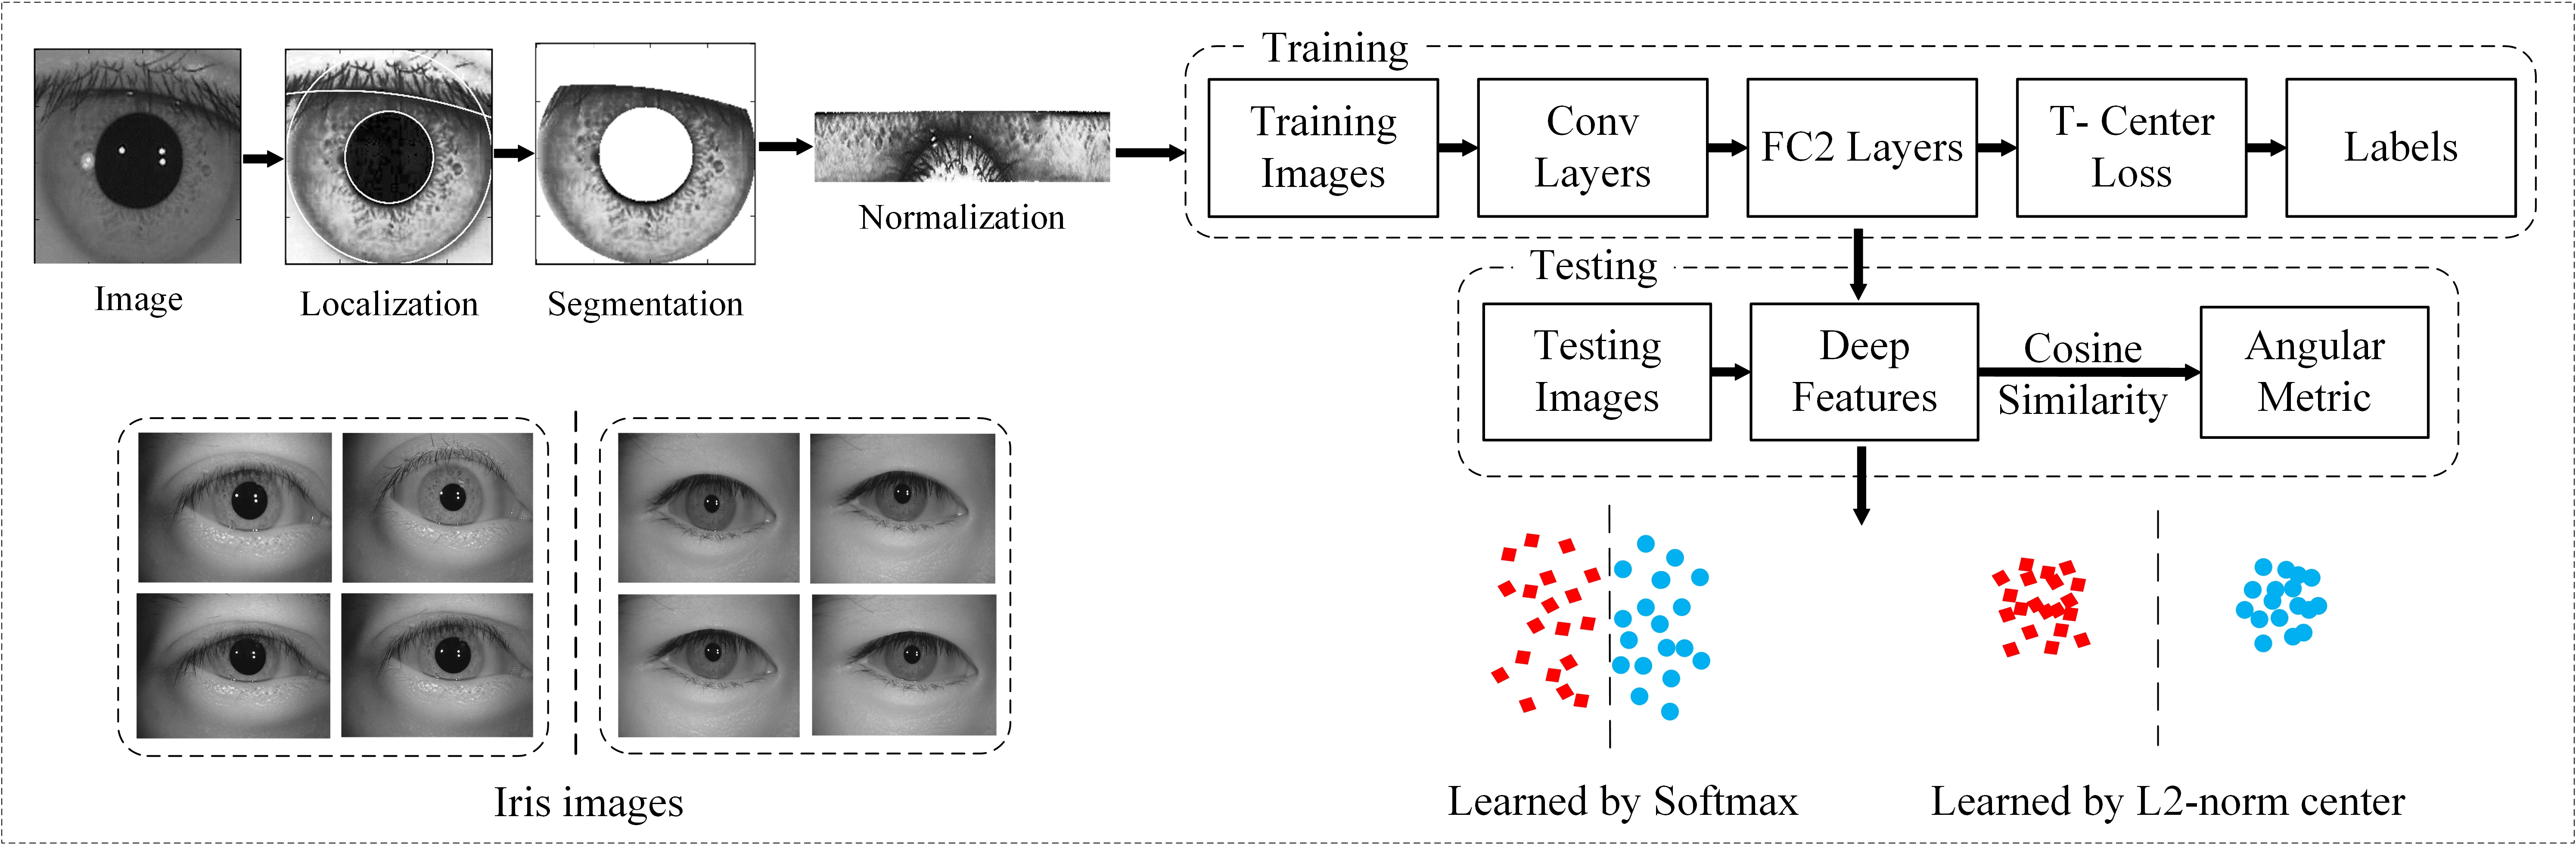 Image
Localization
Segmentation
Normalization
Training
Training
Images
Conv
Layers
FC2 Layers
T- Center
Loss
Labels
Testing
Testing
Images
Deep
Features
Cosine
Similarity
Angular
Metric
Iris images
Learned by Softmax
Learned by L2-norm center